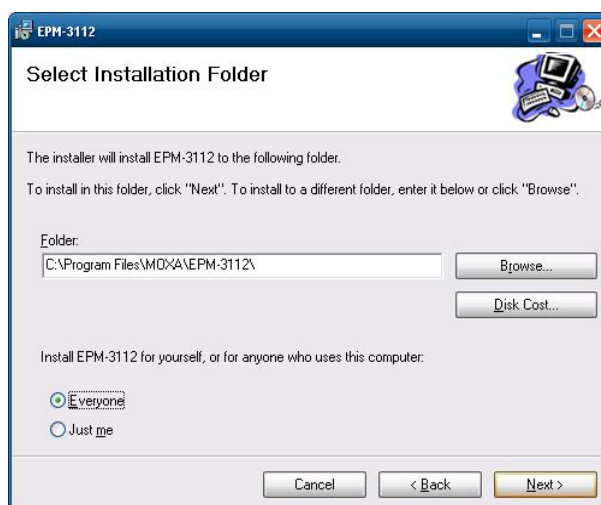 EPM-3112
Select Installation Folder
The installer will install EPM-3112 to the following folder.
To install in this folder, click "Next". To install to a different folder, enter it below or click "Browse".
Folder:
C:\Program Files\MOXA\EPM-3112\
Browse...
Disk Cost...
Install EPM-3112 for yourself, or for anyone who uses this computer:
Everyone
Just me
Cancel
< Back
Next >